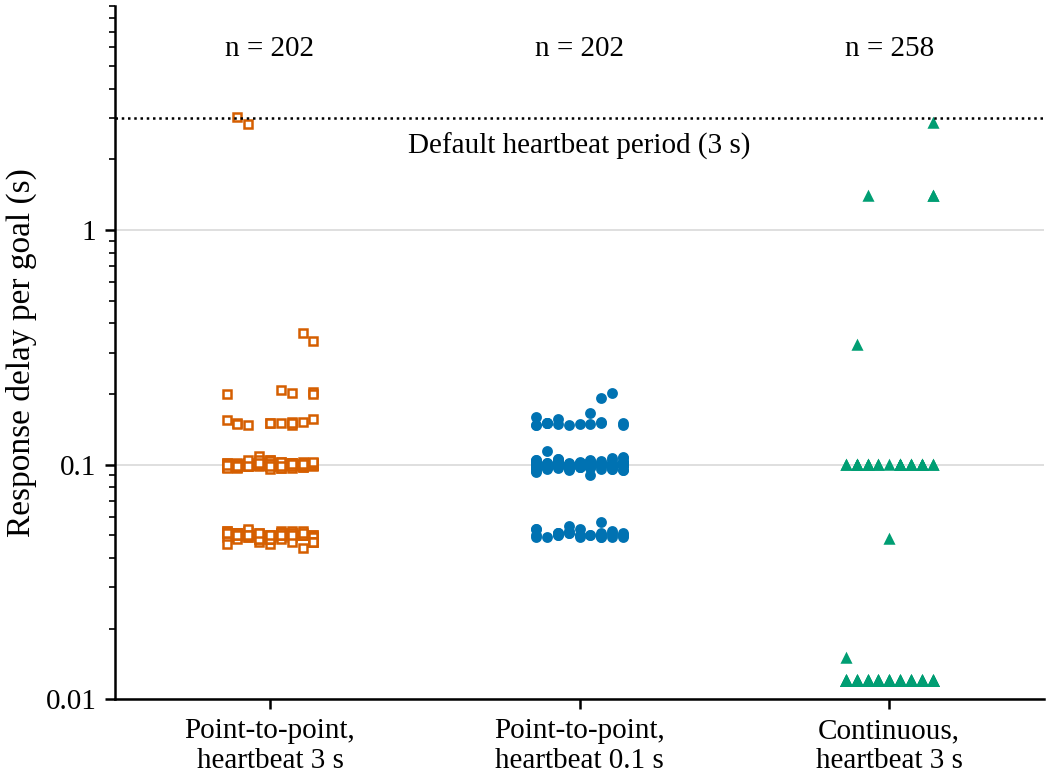 n = 202
n = 202
n = 258
Default heartbeat period (3 s)
Response delay per goal (s)
1
0.1
0.01
Point-to-point,
heartbeat 3 s
Point-to-point,
heartbeat 0.1 s
Continuous,
heartbeat 3 s